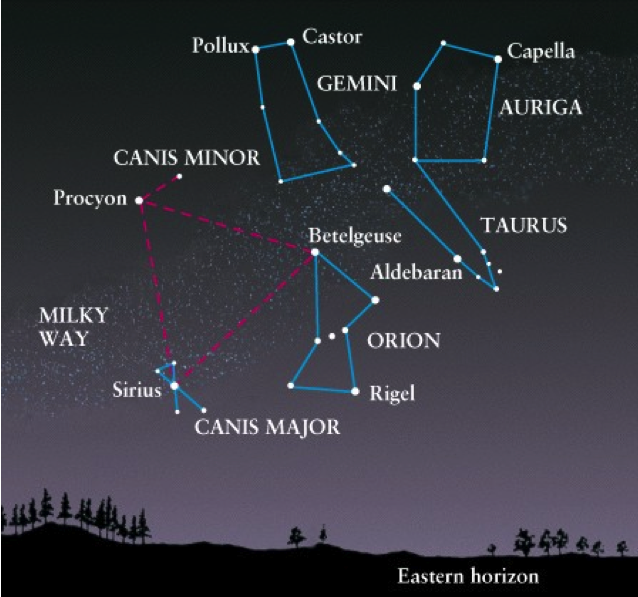 Pollux
Castor
Capella
GEMINI
AURIGA
CANIS MINOR
Procyon
TAURUS
Betelgeuse
Aldebaran
MILKY
WAY
ORION
Sirius
Rigel
CANIS MAJOR
Eastern horizon